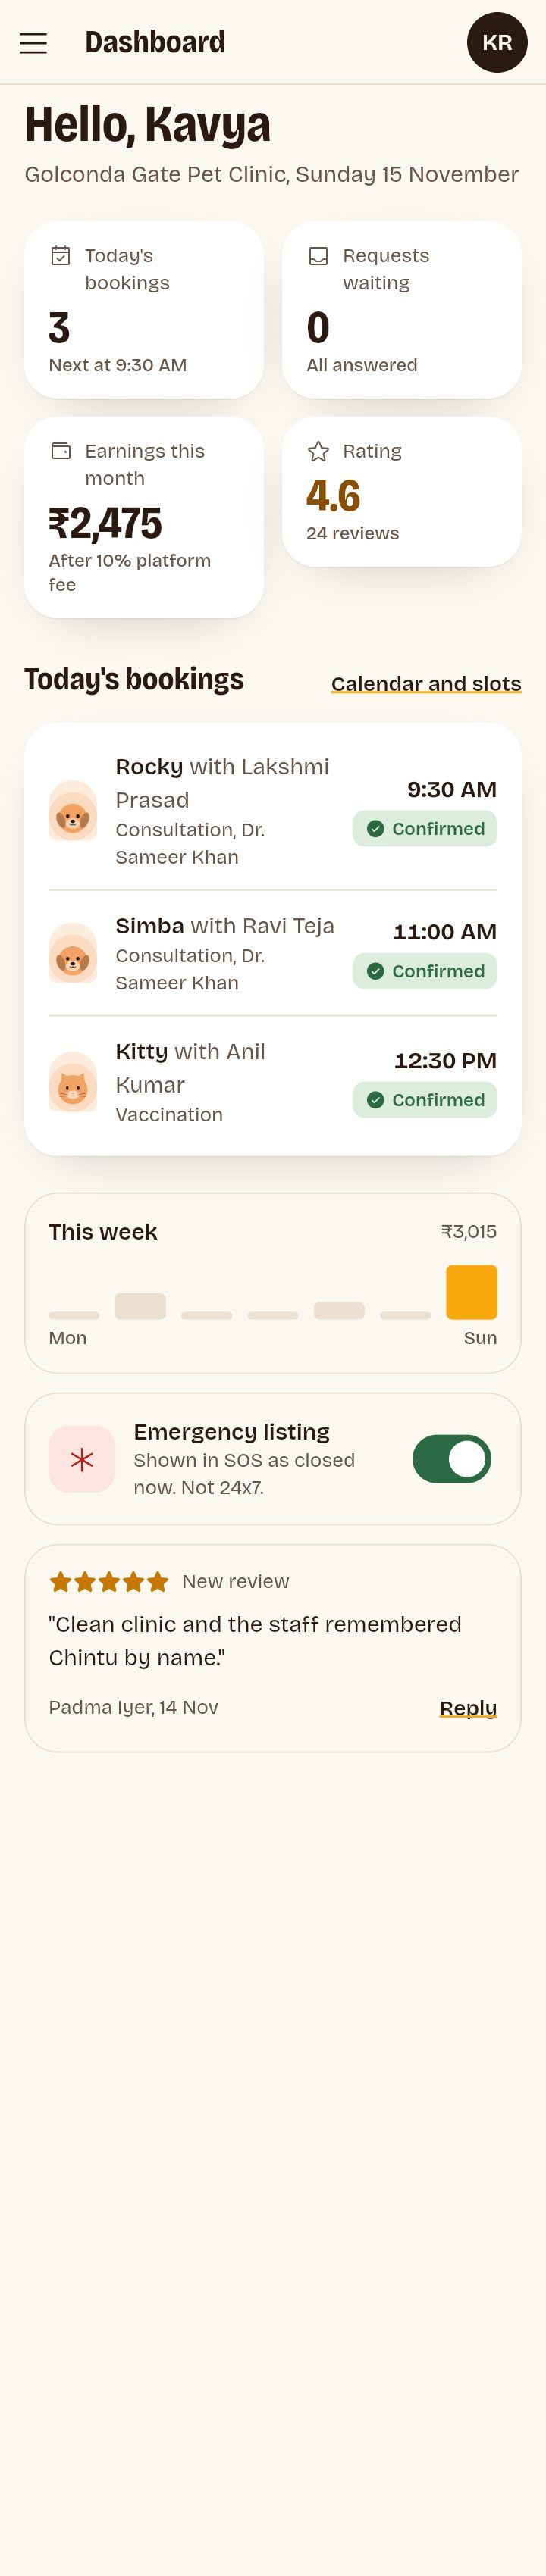 Dashboard
KR
Hello, Kavya
Golconda Gate Pet Clinic, Sunday 15 November
Today's
bookings
3
Next at 9:30 AM
Requests
waiting
0
All answered
Earnings this
month
₹2,475
After 10% platform
fee
Rating
4.6
24 reviews
Today's bookings
Calendar and slots
Rocky with Lakshmi
Prasad
Consultation, Dr.
Sameer Khan
9:30 AM
Confirmed
Simba with Ravi Teja
Consultation, Dr.
Sameer Khan
11:00 AM
Confirmed
Kitty with Anil
Kumar
Vaccination
12:30 PM
Confirmed
This week
₹3,015
Mon
Sun
Emergency listing
Shown in SOS as closed
now. Not 24x7.
New review
"Clean clinic and the staff remembered
Chintu by name."
Padma Iyer, 14 Nov
Reply